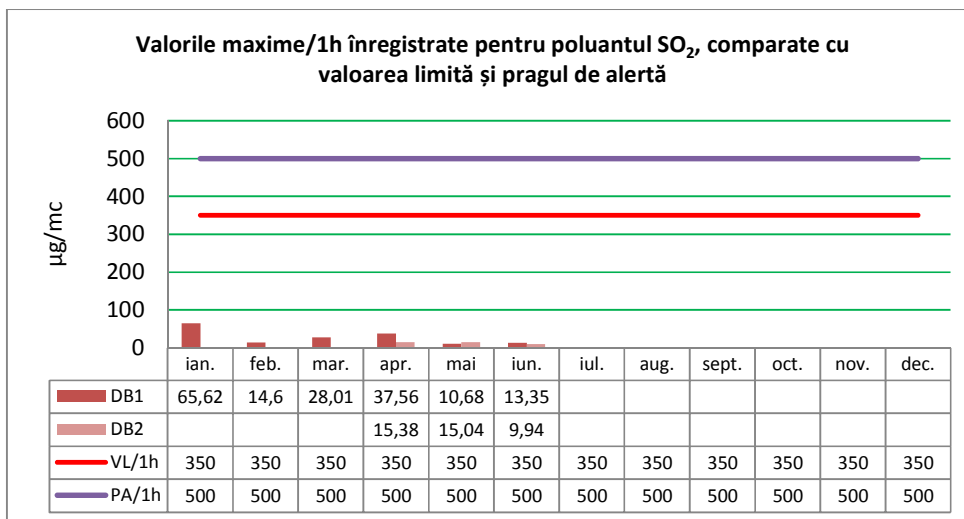 Valorile maxime/1h înregistrate pentru poluantul SO₂, comparate cu
valoarea limită și pragul de alertă
µg/mc
600
500
400
300
200
100
0
ian. feb. mar. apr. mai iun. iul. aug. sept. oct. nov. dec.
DB1 65,62 14,6 28,01 37,56 10,68 13,35
DB2 15,38 15,04 9,94
VL/1h 350 350 350 350 350 350 350 350 350 350 350 350
PA/1h 500 500 500 500 500 500 500 500 500 500 500 500